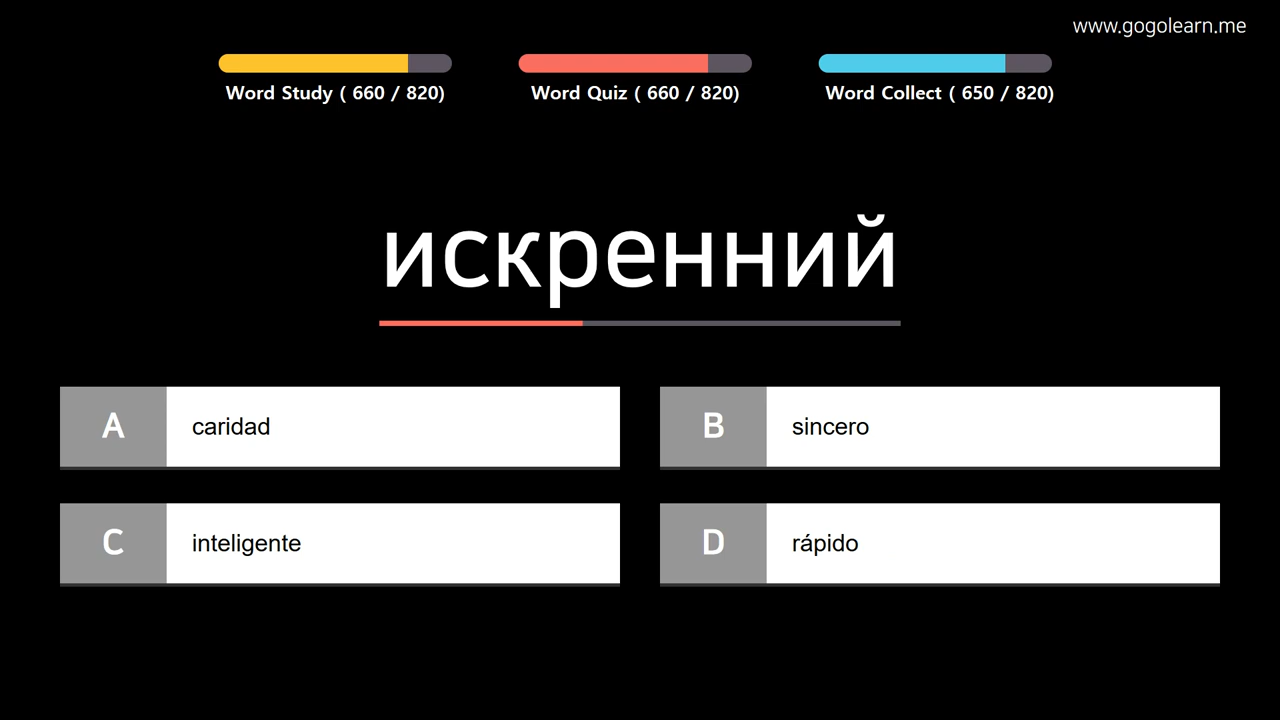 www.gogolearn.me
Word Study ( 660 / 820)
Word Quiz ( 660 / 820)
Word Collect ( 650 / 820)
искренний
A caridad
B sincero
C inteligente
D rápido